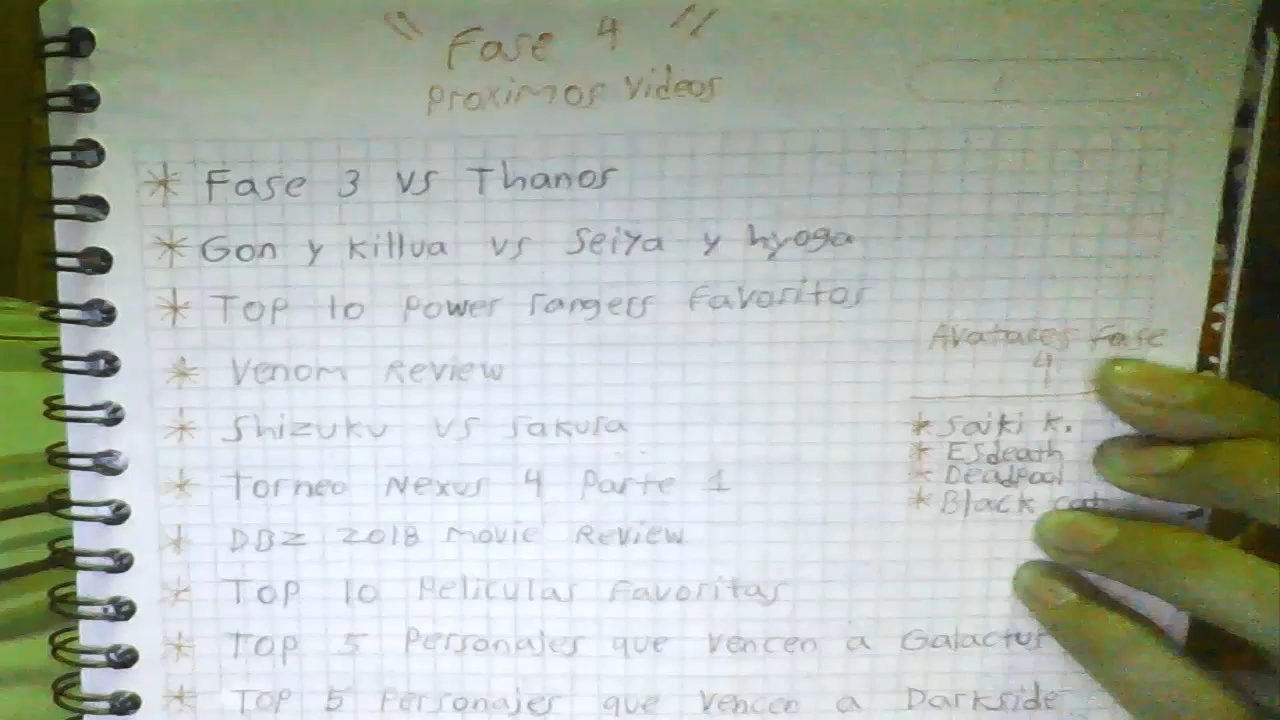 " Fase 4 "
proximos videos
* Fase 3 vs Thanos
* Gon y Killua vs Seiya y hyoga
* Top 10 power rangers Favoritos
* Venom Review
* Shizuku vs Sakura
* Torneo Nexus 4 Parte 1
* DBZ 2018 movie Review
* Top 10 Peliculas Favoritas
* Top 5 Personajes que vencen a Galactus
* Top 5 Personajes que vencen a Darkside
Avatares Fase
4
* Saiki K.
* Esdeath
* Deadpool
* Black cat